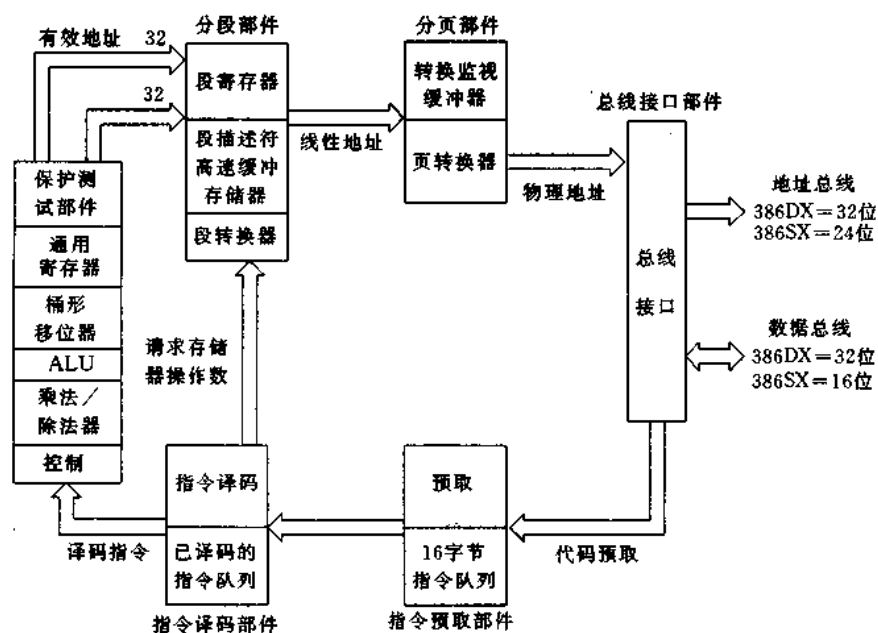 分段部件
分页部件
有效地址 32
段寄存器
转换监视
缓冲器
32
总线接口部件
线性地址
段描述符
高速缓冲
存储器
页转换器
物理地址
保护测
试部件
地址总线
386DX=32位
386SX=24位
段转换器
通用
寄存器
总线
接口
桶形
移位器
请求存储
器操作数
数据总线
386DX=32位
386SX=16位
ALU
乘法／
除法器
控制
指令译码
预取
译码指令
已译码的
指令队列
16字节
指令队列
代码预取
指令译码部件
指令预取部件